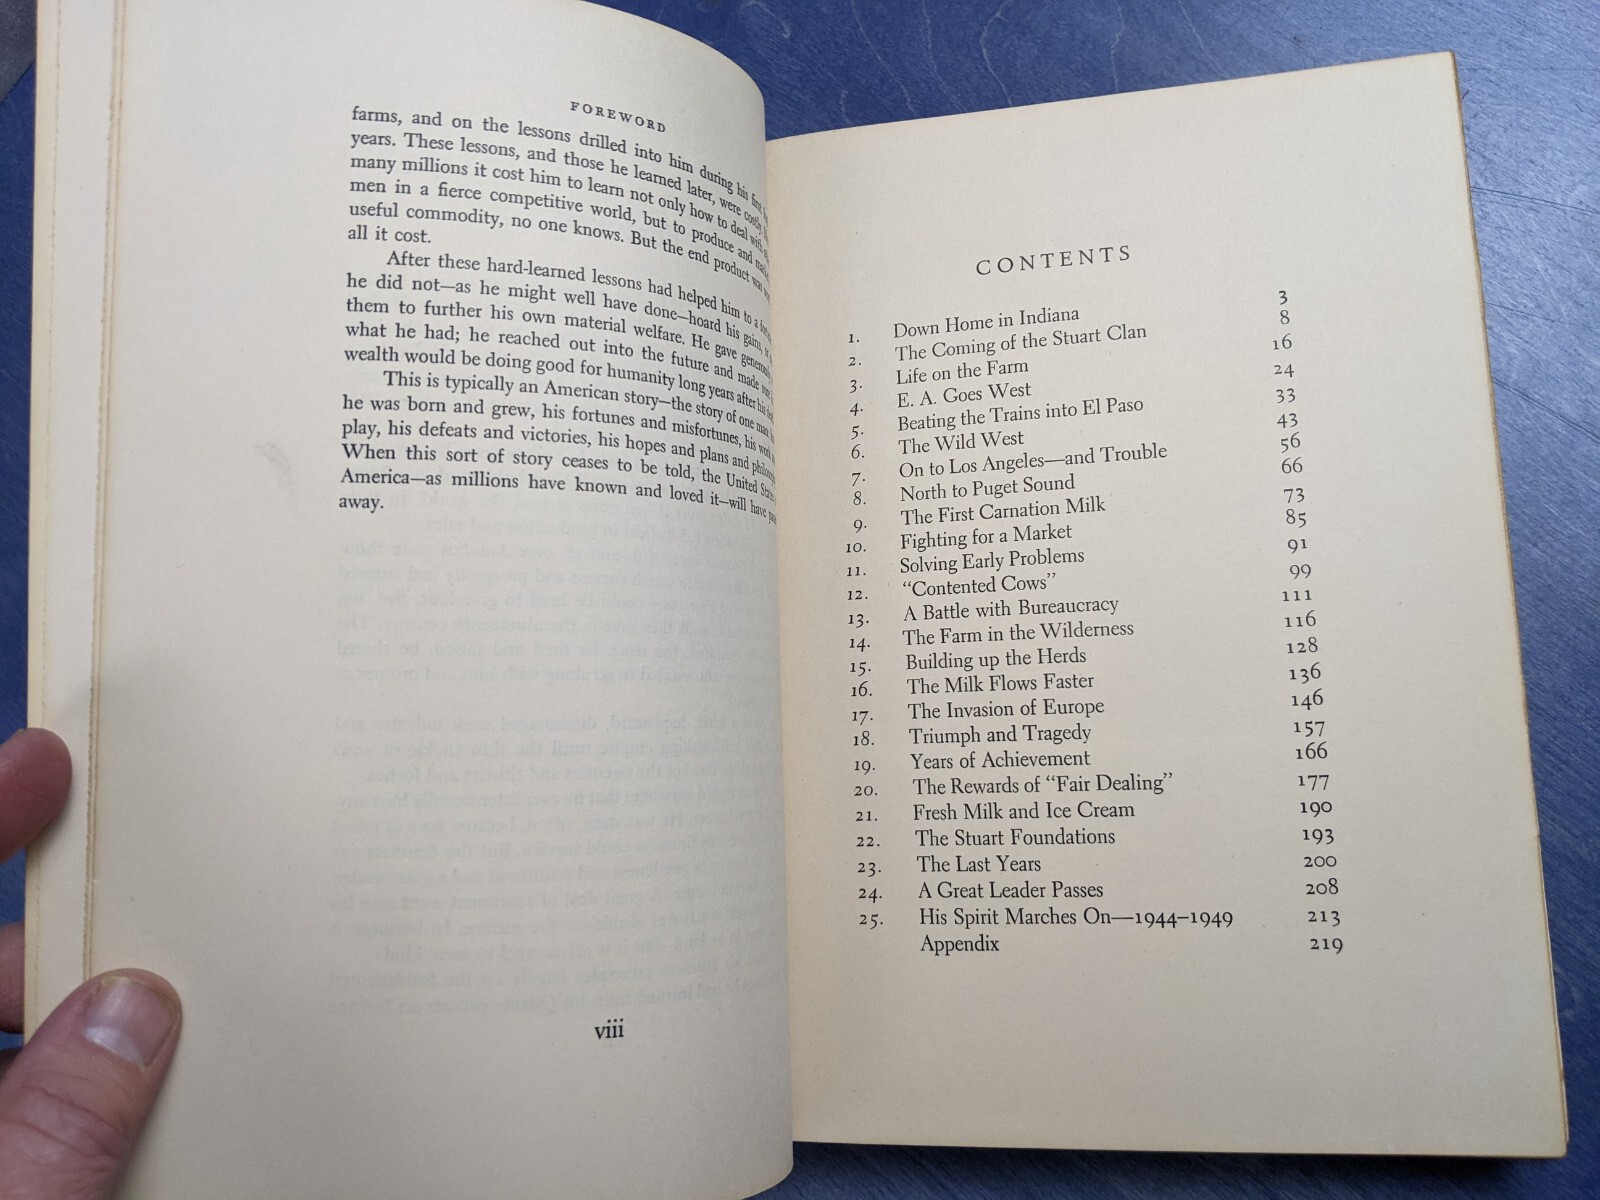 FOREWORD
farms, and on the lessons drilled into him during his first
years. These lessons, and those he learned later, were costly.
many millions it cost him to learn not only how to deal with
men in a fierce competitive world, but to produce and
useful commodity, no one knows. But the end product was
all it cost.
After these hard-learned lessons had helped him to a
he did not—as he might well have done—hoard his gains,
them to further his own material welfare. He gave generously
what he had; he reached out into the future and made
wealth would be doing good for humanity long years after his
This is typically an American story—the story of one man
he was born and grew, his fortunes and misfortunes, his work
play, his defeats and victories, his hopes and plans and
When this sort of story ceases to be told, the United States
America—as millions have known and loved it—will have
away.
viii
CONTENTS
1. Down Home in Indiana 3
2. The Coming of the Stuart Clan 8
3. Life on the Farm 16
4. E. A. Goes West 24
5. Beating the Trains into El Paso 33
6. The Wild West 43
7. On to Los Angeles—and Trouble 56
8. North to Puget Sound 66
9. The First Carnation Milk 73
10. Fighting for a Market 85
11. Solving Early Problems 91
12. “Contented Cows” 99
13. A Battle with Bureaucracy 111
14. The Farm in the Wilderness 116
15. Building up the Herds 128
16. The Milk Flows Faster 136
17. The Invasion of Europe 146
18. Triumph and Tragedy 157
19. Years of Achievement 166
20. The Rewards of “Fair Dealing” 177
21. Fresh Milk and Ice Cream 190
22. The Stuart Foundations 193
23. The Last Years 200
24. A Great Leader Passes 208
25. His Spirit Marches On—1944–1949 213
Appendix 219